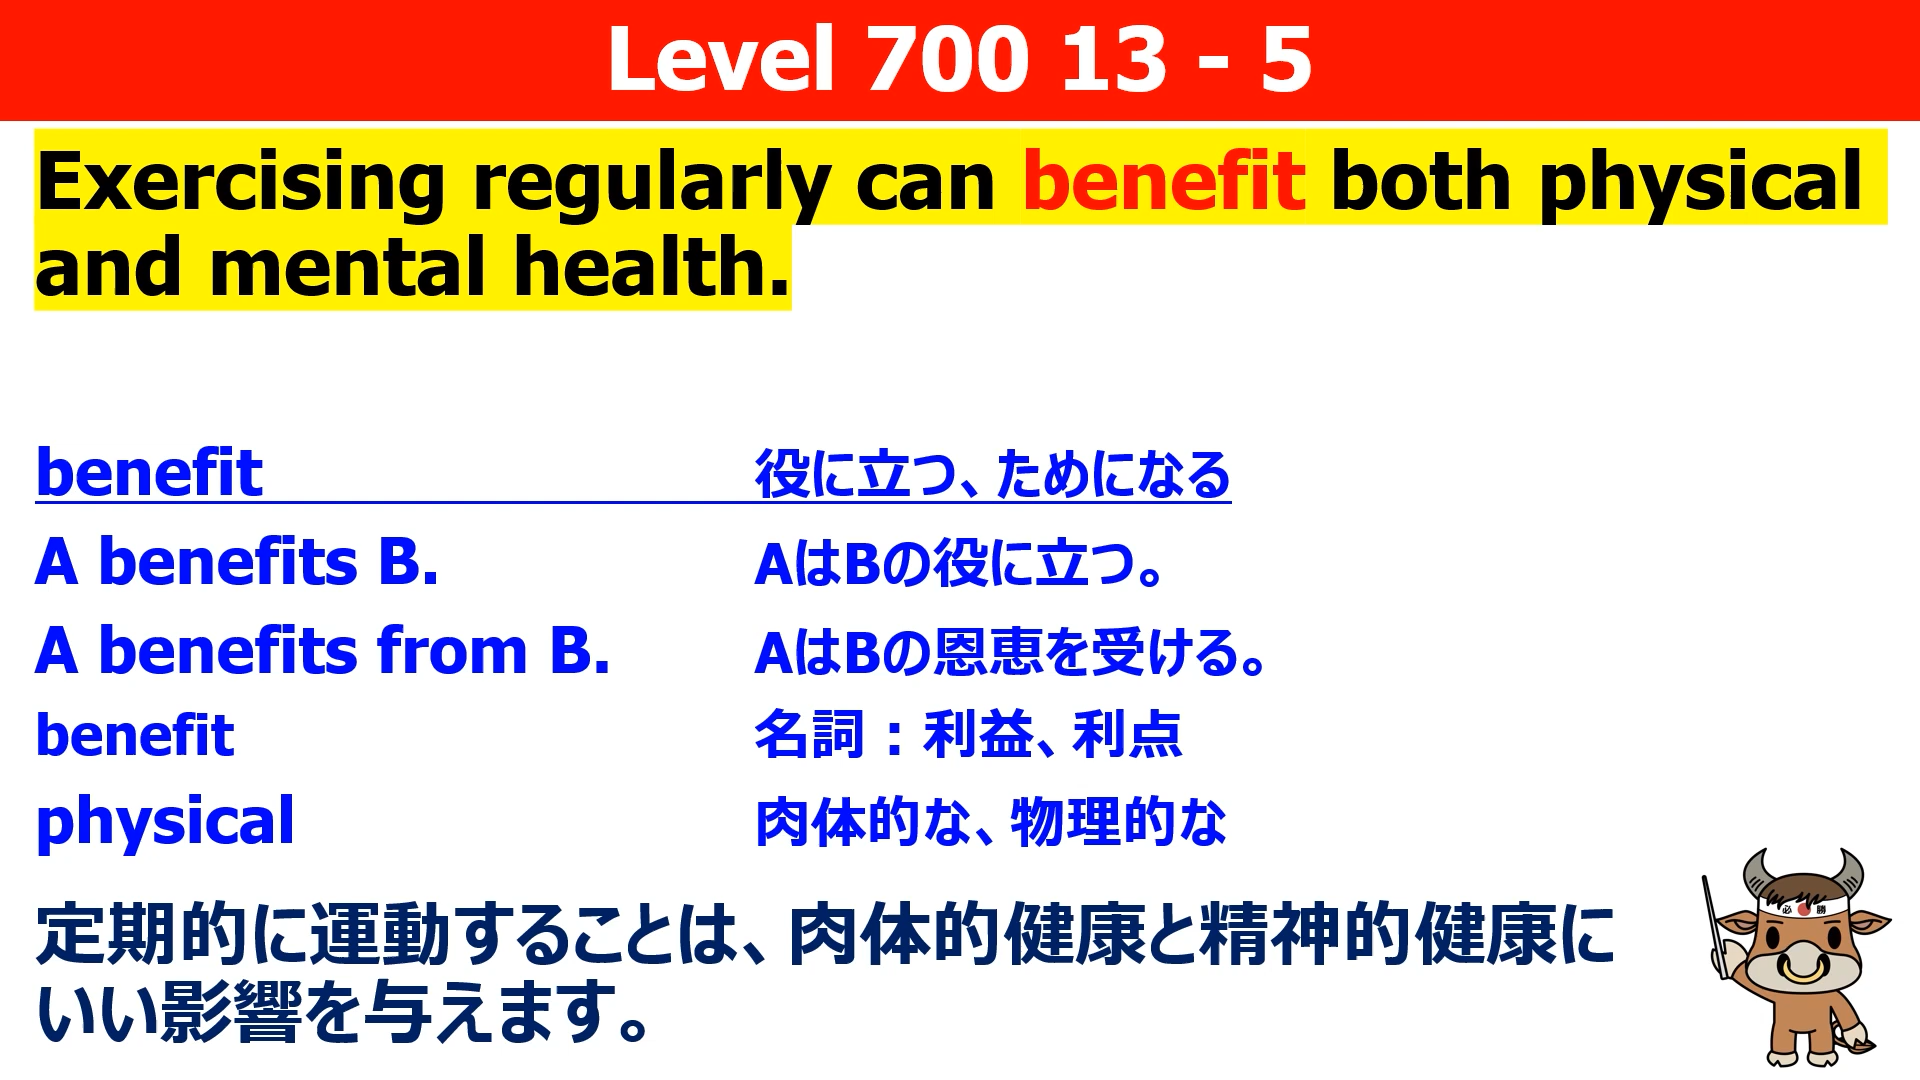 Level 700 13 - 5
Exercising regularly can benefit both physical
and mental health.
benefit 役に立つ、ためになる
A benefits B. AはBの役に立つ。
A benefits from B. AはBの恩恵を受ける。
benefit 名詞：利益、利点
physical 肉体的な、物理的な
定期的に運動することは、肉体的健康と精神的健康に
いい影響を与えます。
必勝